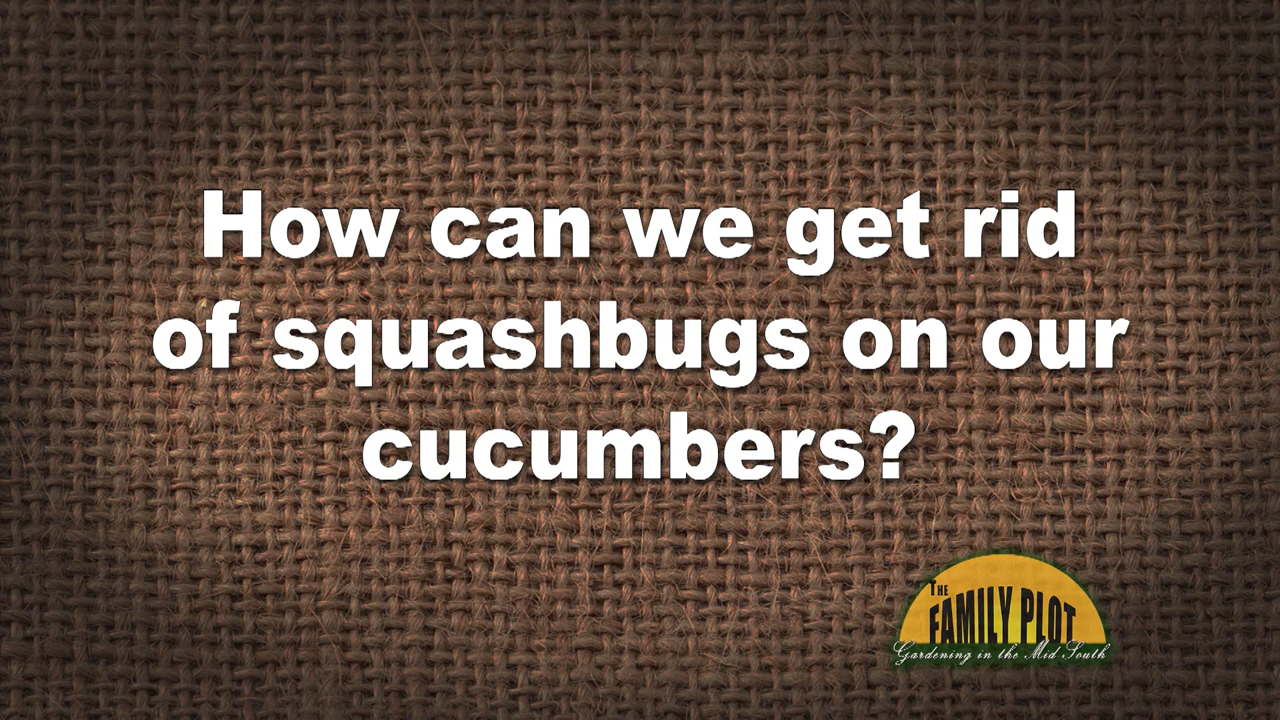 How can we get rid
of squashbugs on our
cucumbers?
THE
FAMILY PLOT
Gardening in the Mid South